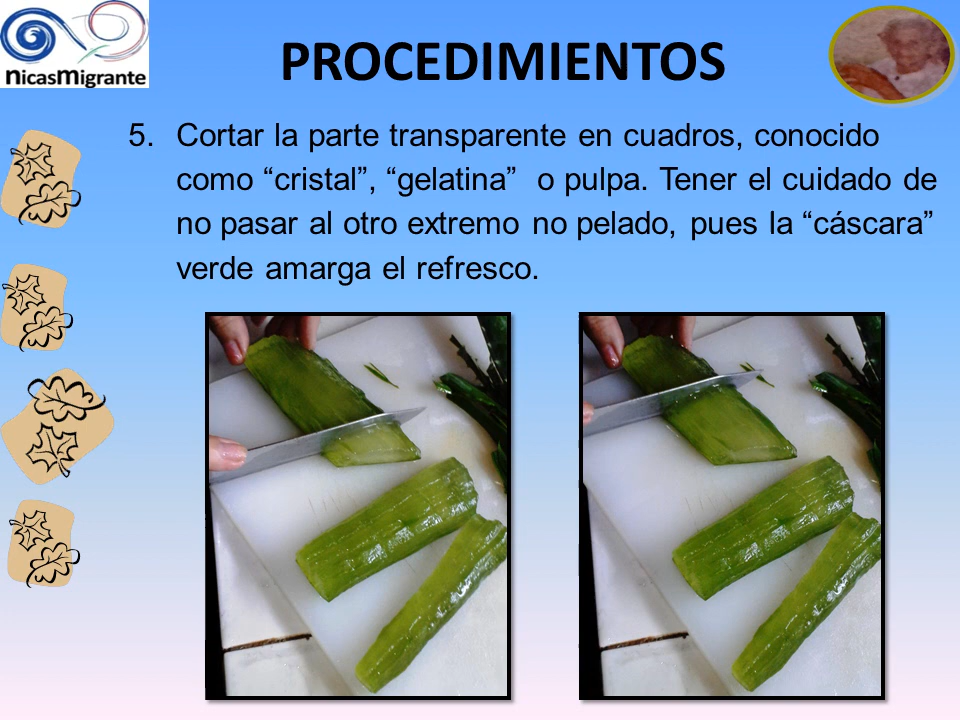 NicasMigrante
PROCEDIMIENTOS
5. Cortar la parte transparente en cuadros, conocido
como “cristal”, “gelatina” o pulpa. Tener el cuidado de
no pasar al otro extremo no pelado, pues la “cáscara”
verde amarga el refresco.